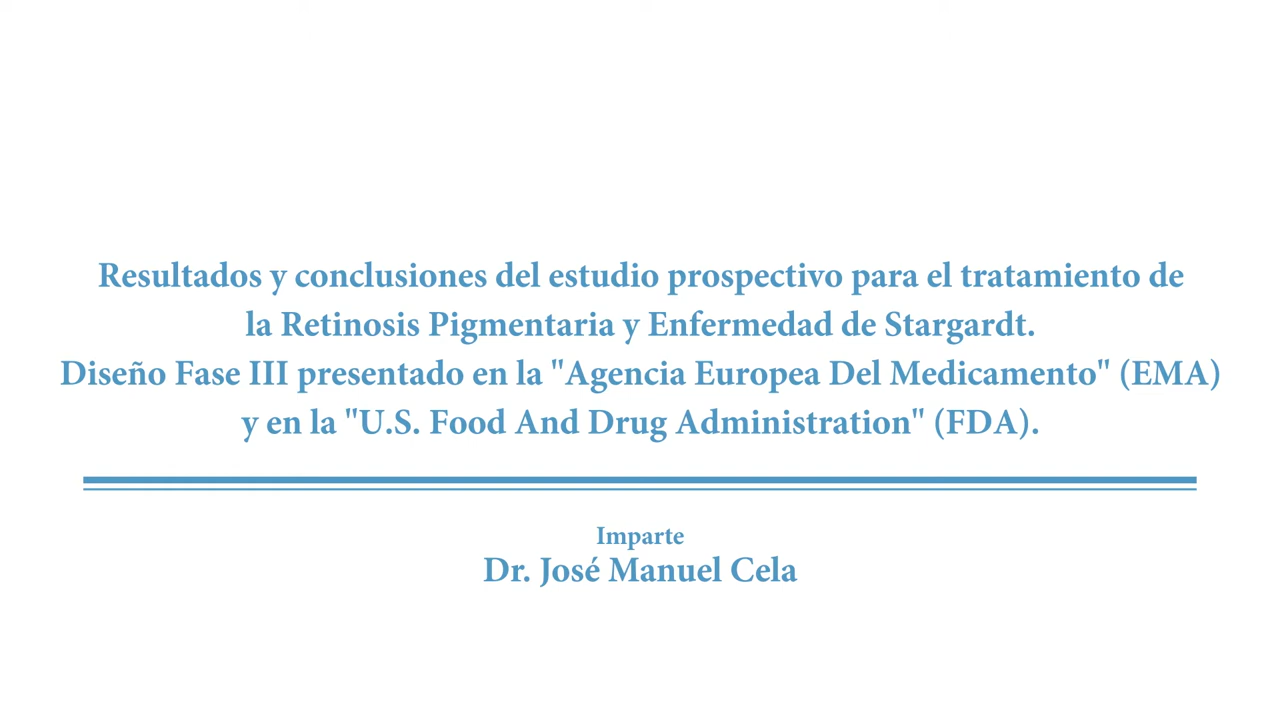 Resultados y conclusiones del estudio prospectivo para el tratamiento de
la Retinosis Pigmentaria y Enfermedad de Stargardt.
Diseño Fase III presentado en la "Agencia Europea Del Medicamento" (EMA)
y en la "U.S. Food And Drug Administration" (FDA).
Imparte
Dr. José Manuel Cela